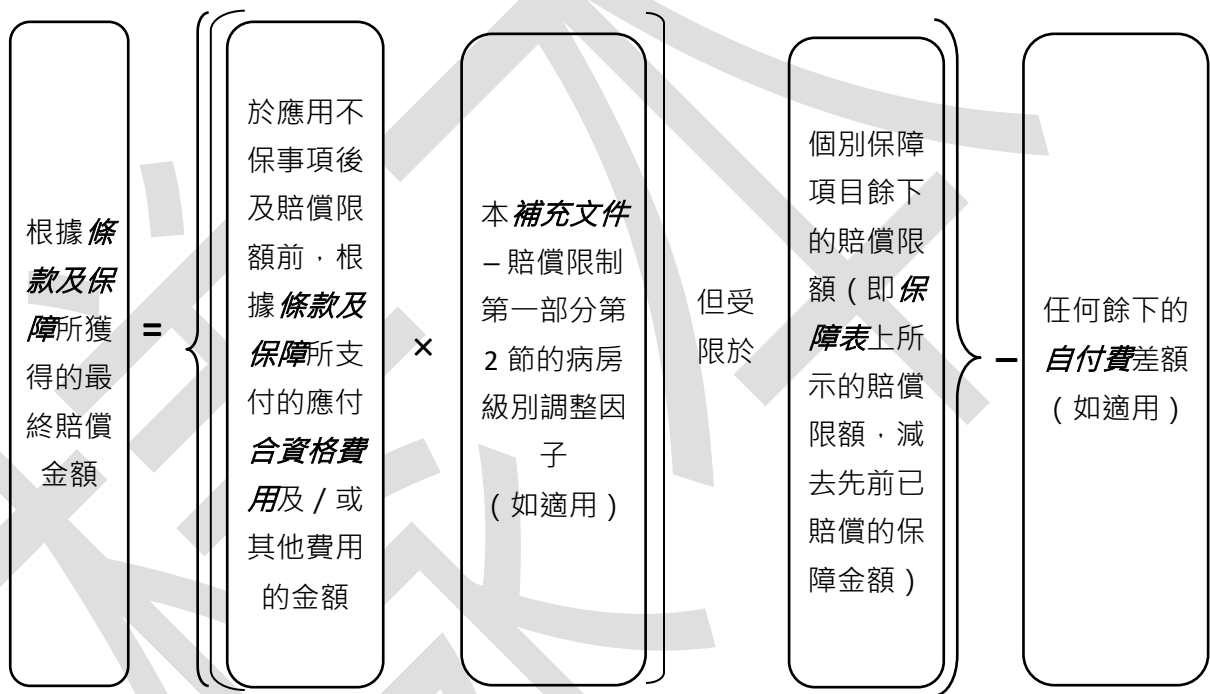 根據條
款及保
障所獲
得的最
終賠償
金額
=
於應用不
保事項後
及賠償限
額前，根
據條款及
保障所支
付的應付
合資格費
用及 / 或
其他費用
的金額
×
本補充文件
– 賠償限制
第一部分第
2 節的病房
級別調整因
子
（如適用）
但受
限於
個別保障
項目餘下
的賠償限
額（即保
障表上所
示的賠償
限額，減
去先前已
賠償的保
障金額）
–
任何餘下的
自付費差額
（如適用）
樣本